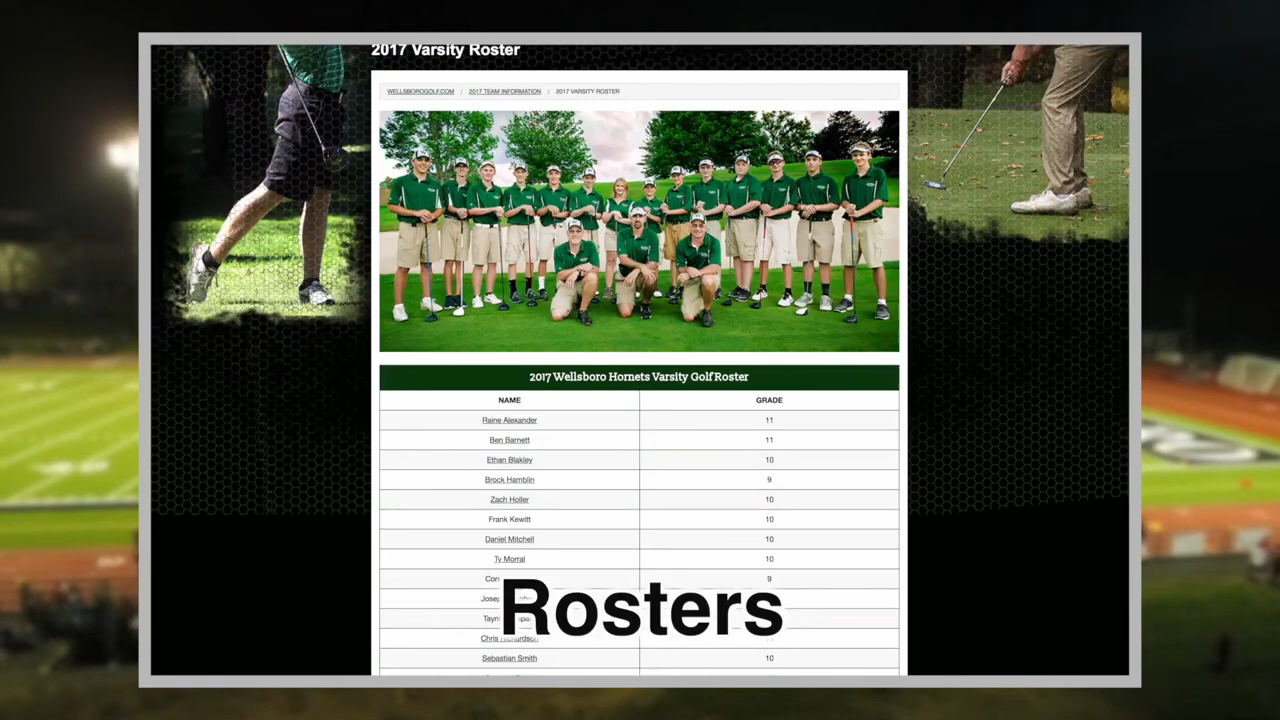 2017 Varsity Roster
WELLSBOROGOLF.COM / 2017 TEAM INFORMATION / 2017 VARSITY ROSTER
2017 Wellsboro Hornets Varsity Golf Roster
NAME GRADE
Raine Alexander 11
Ben Barnett 11
Ethan Blakley 10
Brock Hamblin 9
Zach Holler 10
Frank Kewitt 10
Daniel Mitchell 10
Ty Morral 10
9
Rosters
Chris Richardson
Sebastian Smith 10